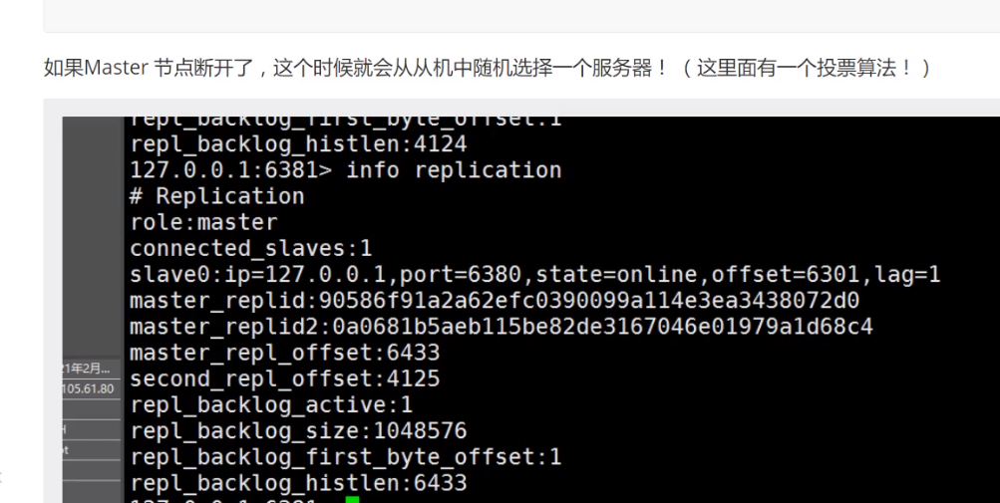 如果Master 节点断开了，这个时候就会从从机中随机选择一个服务器！（这里面有一个投票算法！）
repl_backlog_first_byte_offset:1
repl_backlog_histlen:4124
127.0.0.1:6381> info replication
# Replication
role:master
connected_slaves:1
slave0:ip=127.0.0.1,port=6380,state=online,offset=6301,lag=1
master_replid:90586f91a2a62efc0390099a114e3ea3438072d0
master_replid2:0a0681b5aeb115be82de3167046e01979a1d68c4
master_repl_offset:6433
21年2月...
second_repl_offset:4125
105.61.80
repl_backlog_active:1
repl_backlog_size:1048576
repl_backlog_first_byte_offset:1
repl_backlog_histlen:6433
127.0.0.1:6381>